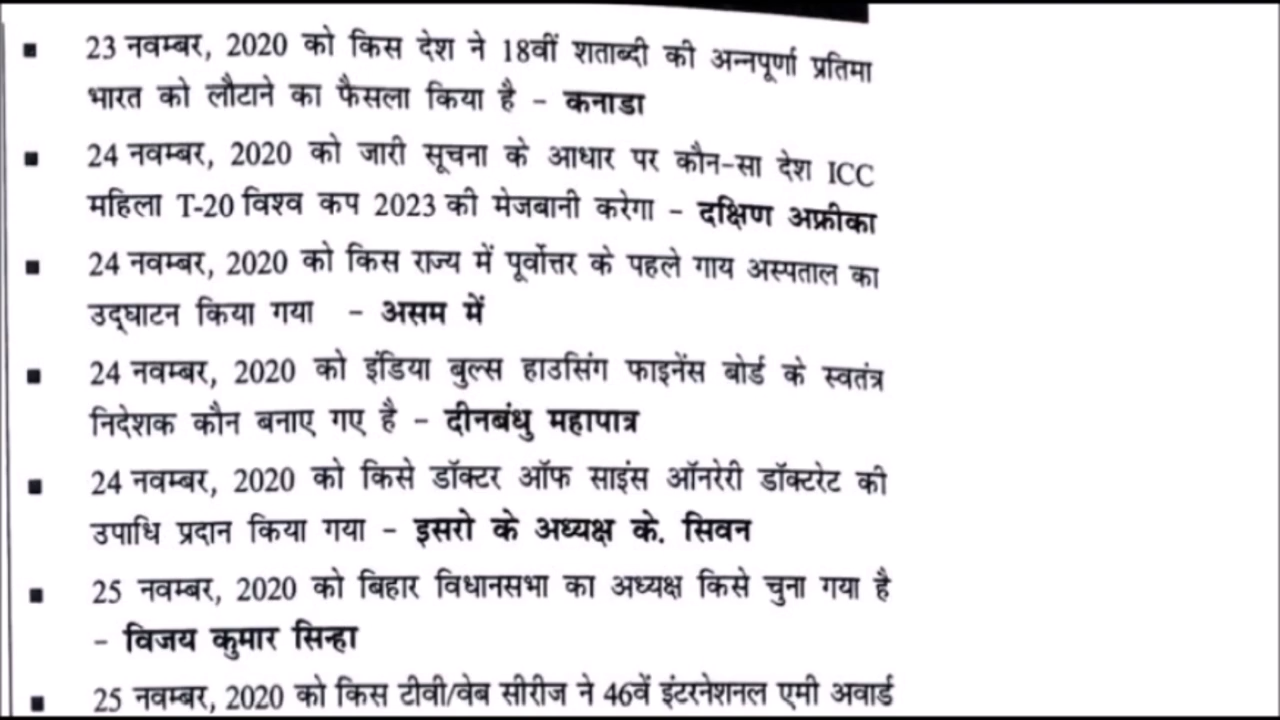 ▪ 23 नवम्बर, 2020 को किस देश ने 18वीं शताब्दी की अन्नपूर्णा प्रतिमा
भारत को लौटाने का फैसला किया है - कनाडा
▪ 24 नवम्बर, 2020 को जारी सूचना के आधार पर कौन-सा देश ICC
महिला T-20 विश्व कप 2023 की मेजबानी करेगा - दक्षिण अफ्रीका
▪ 24 नवम्बर, 2020 को किस राज्य में पूर्वोत्तर के पहले गाय अस्पताल का
उद्घाटन किया गया - असम में
▪ 24 नवम्बर, 2020 को इंडिया बुल्स हाउसिंग फाइनेंस बोर्ड के स्वतंत्र
निदेशक कौन बनाए गए है - दीनबंधु महापात्र
▪ 24 नवम्बर, 2020 को किसे डॉक्टर ऑफ साइंस ऑनरेरी डॉक्टरेट की
उपाधि प्रदान किया गया - इसरो के अध्यक्ष के. सिवन
▪ 25 नवम्बर, 2020 को बिहार विधानसभा का अध्यक्ष किसे चुना गया है
- विजय कुमार सिन्हा
▪ 25 नवम्बर, 2020 को किस टीवी/वेब सीरीज ने 46वें इंटरनेशनल एमी अवार्ड